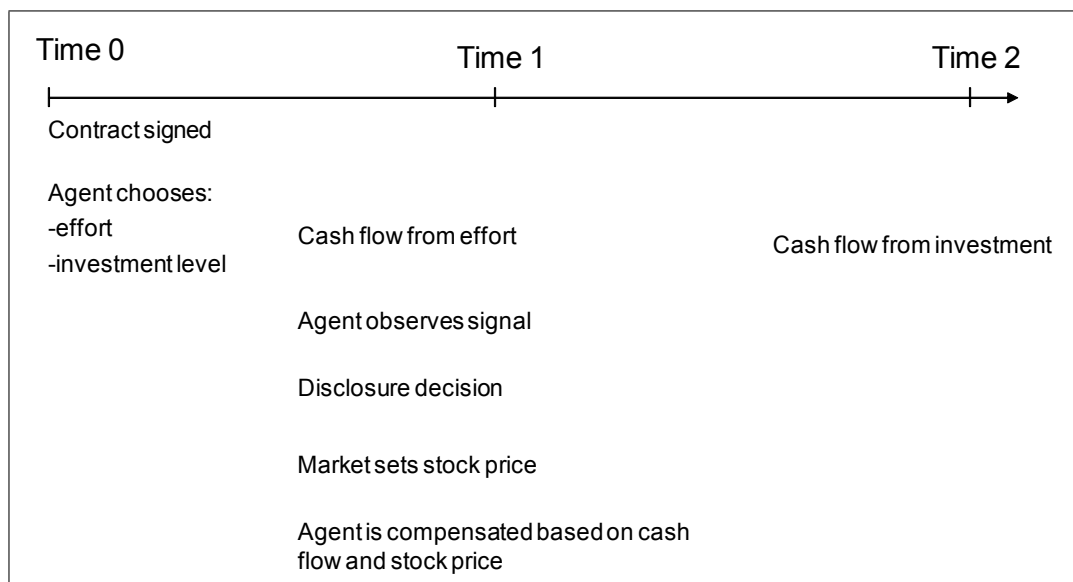 Time 0
Time 1
Time 2
Contract signed
Agent chooses:
-effort
-investment level
Cash flow from effort
Cash flow from investment
Agent observes signal
Disclosure decision
Market sets stock price
Agent is compensated based on cash
flow and stock price